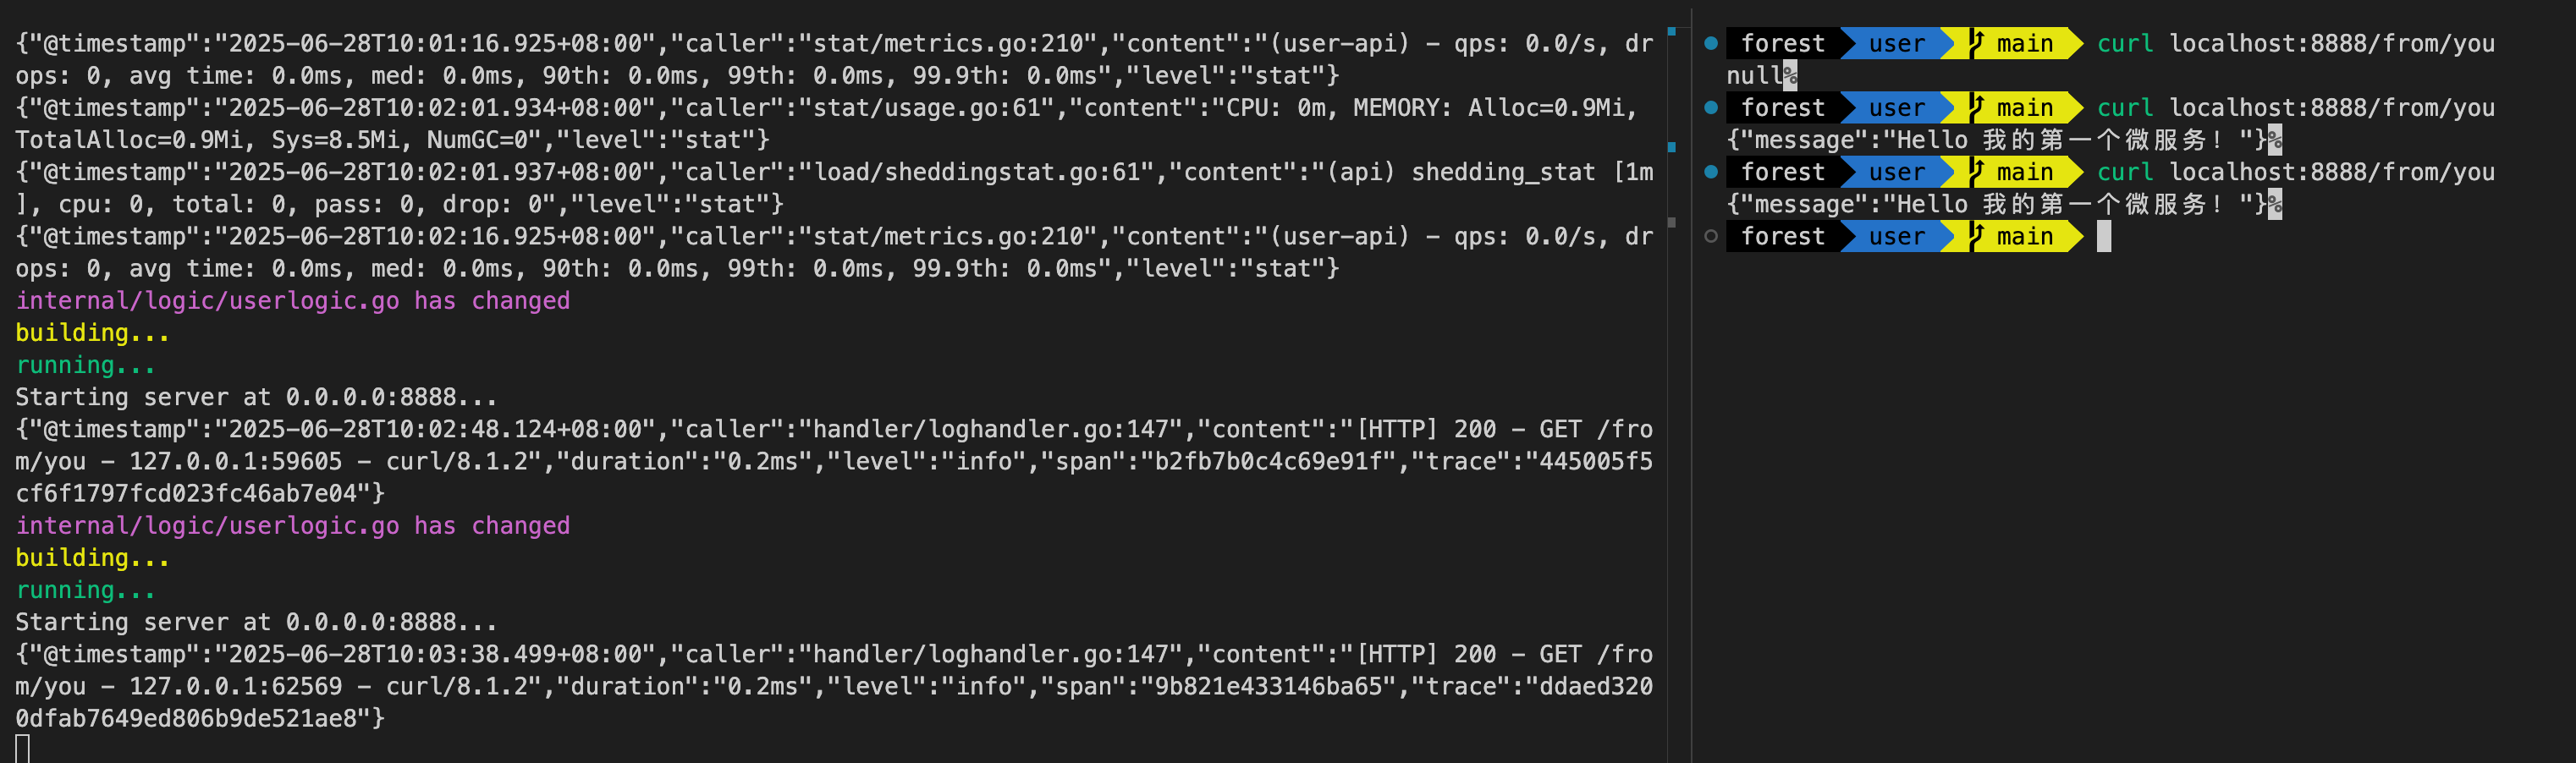 {"@timestamp":"2025-06-28T10:01:16.925+08:00","caller":"stat/metrics.go:210","content":"(user-api) - qps: 0.0/s, dr
ops: 0, avg time: 0.0ms, med: 0.0ms, 90th: 0.0ms, 99th: 0.0ms, 99.9th: 0.0ms","level":"stat"}
{"@timestamp":"2025-06-28T10:02:01.934+08:00","caller":"stat/usage.go:61","content":"CPU: 0m, MEMORY: Alloc=0.9Mi,
TotalAlloc=0.9Mi, Sys=8.5Mi, NumGC=0","level":"stat"}
{"@timestamp":"2025-06-28T10:02:01.937+08:00","caller":"load/sheddingstat.go:61","content":"(api) shedding_stat [1m
], cpu: 0, total: 0, pass: 0, drop: 0","level":"stat"}
{"@timestamp":"2025-06-28T10:02:16.925+08:00","caller":"stat/metrics.go:210","content":"(user-api) - qps: 0.0/s, dr
ops: 0, avg time: 0.0ms, med: 0.0ms, 90th: 0.0ms, 99th: 0.0ms, 99.9th: 0.0ms","level":"stat"}
internal/logic/userlogic.go has changed
building...
running...
Starting server at 0.0.0.0:8888...
{"@timestamp":"2025-06-28T10:02:48.124+08:00","caller":"handler/loghandler.go:147","content":"[HTTP] 200 - GET /fro
m/you - 127.0.0.1:59605 - curl/8.1.2","duration":"0.2ms","level":"info","span":"b2fb7b0c4c69e91f","trace":"445005f5
cf6f1797fcd023fc46ab7e04"}
internal/logic/userlogic.go has changed
building...
running...
Starting server at 0.0.0.0:8888...
{"@timestamp":"2025-06-28T10:03:38.499+08:00","caller":"handler/loghandler.go:147","content":"[HTTP] 200 - GET /fro
m/you - 127.0.0.1:62569 - curl/8.1.2","duration":"0.2ms","level":"info","span":"9b821e433146ba65","trace":"ddaed320
0dfab7649ed806b9de521ae8"}
forest user main curl localhost:8888/from/you
null%
forest user main curl localhost:8888/from/you
{"message":"Hello 我的第一个微服务！"}%
forest user main curl localhost:8888/from/you
{"message":"Hello 我的第一个微服务！"}%
forest user main